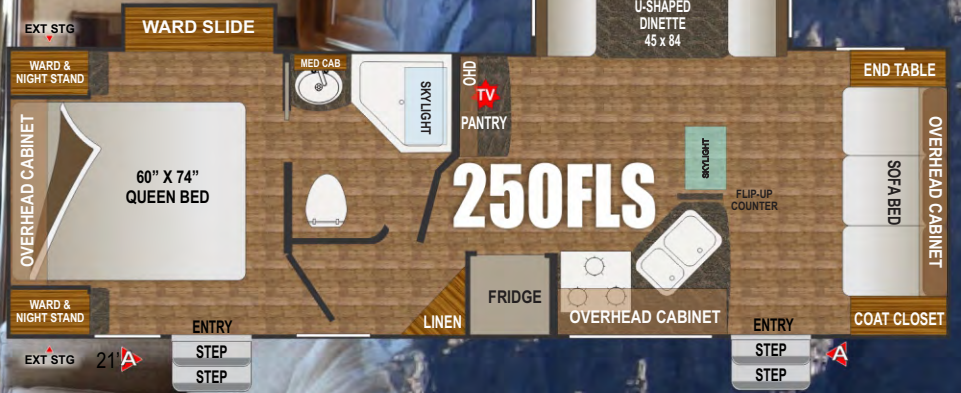 EXT STG
WARD SLIDE
U-SHAPED
DINETTE
45 x 84
WARD &
NIGHT STAND
MED CAB
SKYLIGHT
OHD
TV
PANTRY
END TABLE
OVERHEAD CABINET
60” X 74”
QUEEN BED
250FLS
SKYLIGHT
FLIP-UP
COUNTER
SOFA BED
OVERHEAD CABINET
WARD &
NIGHT STAND
LINEN
FRIDGE
OVERHEAD CABINET
COAT CLOSET
ENTRY
ENTRY
EXT STG
21'
A
STEP
STEP
STEP
STEP
A